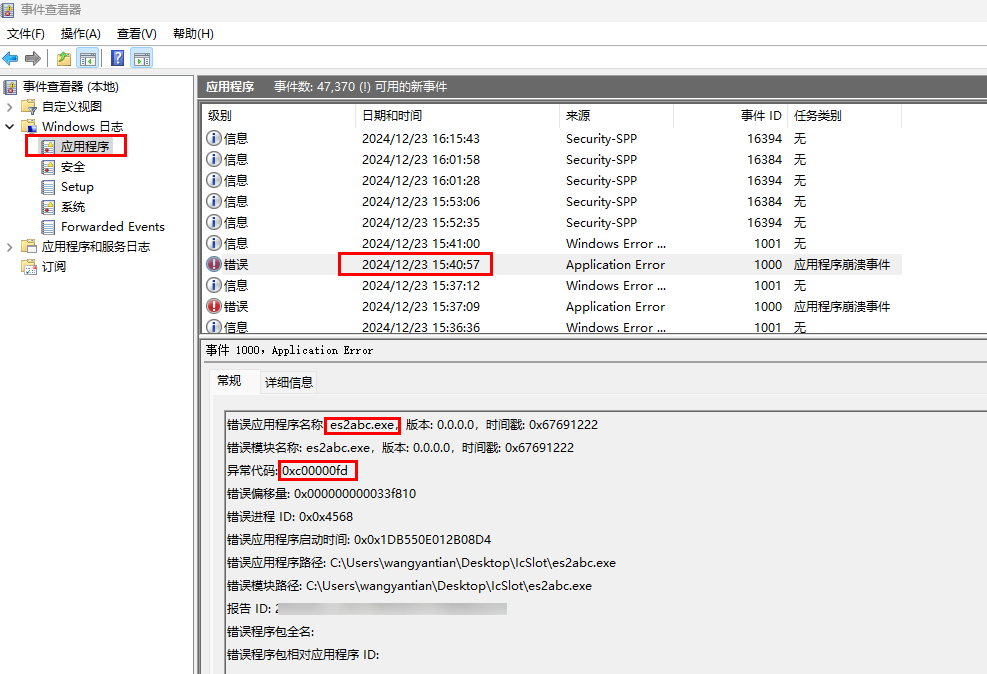 事件查看器
文件(F) 操作(A) 查看(V) 帮助(H)
事件查看器 (本地)
自定义视图
Windows 日志
应用程序
安全
Setup
系统
Forwarded Events
应用程序和服务日志
订阅
应用程序 事件数: 47,370 (!) 可用的新事件
级别 日期和时间 来源 事件 ID 任务类别
信息 2024/12/23 16:15:43 Security-SPP 16394 无
信息 2024/12/23 16:01:58 Security-SPP 16384 无
信息 2024/12/23 16:01:28 Security-SPP 16394 无
信息 2024/12/23 15:53:06 Security-SPP 16384 无
信息 2024/12/23 15:52:35 Security-SPP 16394 无
信息 2024/12/23 15:41:00 Windows Error ... 1001 无
错误 2024/12/23 15:40:57 Application Error 1000 应用程序崩溃事件
信息 2024/12/23 15:37:12 Windows Error ... 1001 无
错误 2024/12/23 15:37:09 Application Error 1000 应用程序崩溃事件
信息 2024/12/23 15:36:36 Windows Error ... 1001 无
事件 1000，Application Error
常规 详细信息
错误应用程序名称: es2abc.exe，版本: 0.0.0.0，时间戳: 0x67691222
错误模块名称: es2abc.exe，版本: 0.0.0.0，时间戳: 0x67691222
异常代码: 0xc00000fd
错误偏移量: 0x000000000033f810
错误进程 ID: 0x0x4568
错误应用程序启动时间: 0x0x1DB550E012B08D4
错误应用程序路径: C:\Users\wangyantian\Desktop\IcSlot\es2abc.exe
错误模块路径: C:\Users\wangyantian\Desktop\IcSlot\es2abc.exe
报告 ID:
错误程序包全名:
错误程序包相对应用程序 ID: